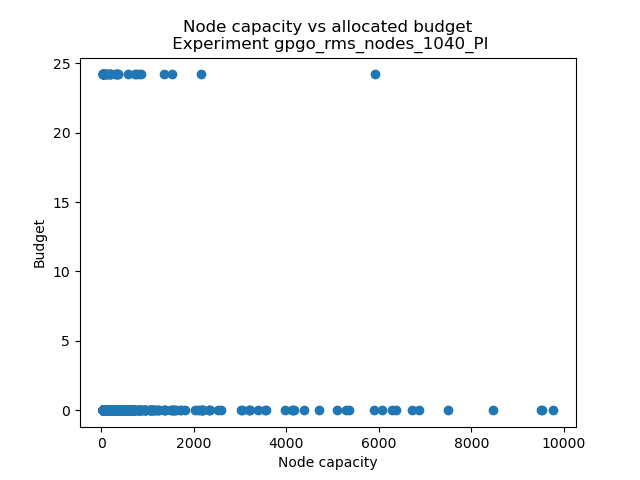 Node capacity vs allocated budget
Experiment gpgo_rms_nodes_1040_PI
25
20
15
10
5
0
Budget
0 2000 4000 6000 8000 10000
Node capacity